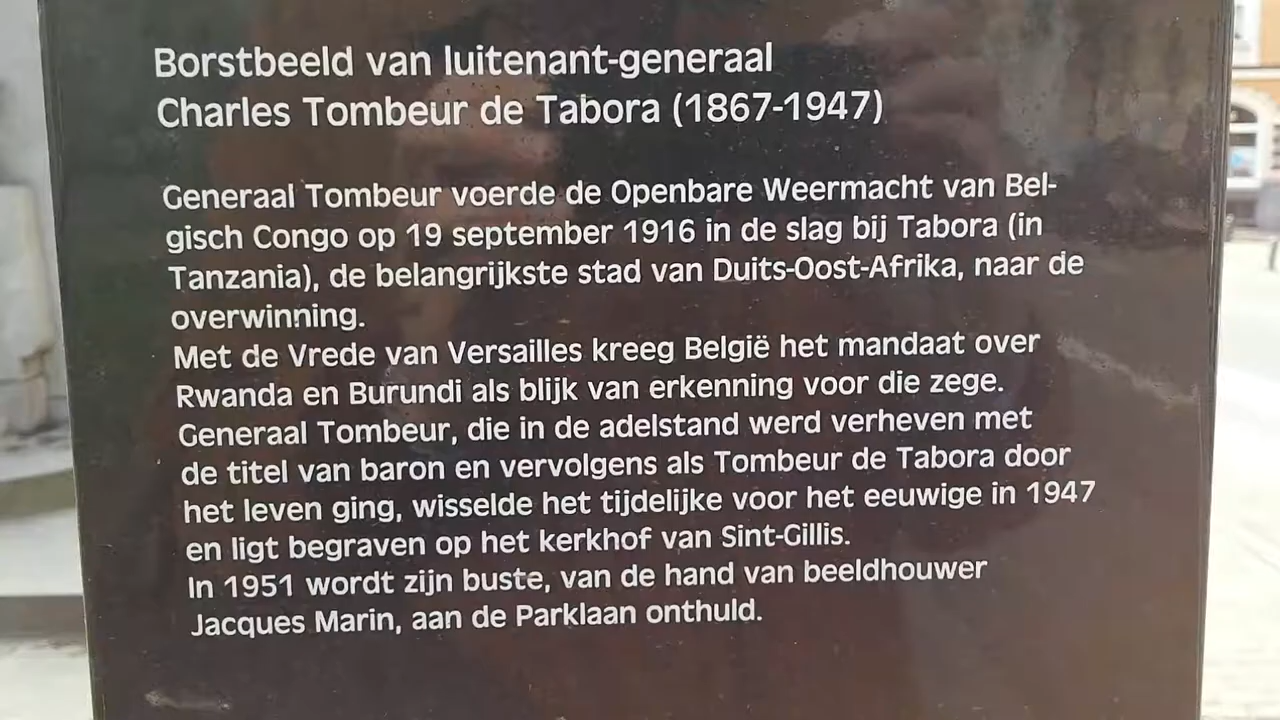 Borstbeeld van luitenant-generaal
Charles Tombeur de Tabora (1867-1947)
Generaal Tombeur voerde de Openbare Weermacht van Bel-
gisch Congo op 19 september 1916 in de slag bij Tabora (in
Tanzania), de belangrijkste stad van Duits-Oost-Afrika, naar de
overwinning.
Met de Vrede van Versailles kreeg België het mandaat over
Rwanda en Burundi als blijk van erkenning voor die zege.
Generaal Tombeur, die in de adelstand werd verheven met
de titel van baron en vervolgens als Tombeur de Tabora door
het leven ging, wisselde het tijdelijke voor het eeuwige in 1947
en ligt begraven op het kerkhof van Sint-Gillis.
In 1951 wordt zijn buste, van de hand van beeldhouwer
Jacques Marin, aan de Parklaan onthuld.